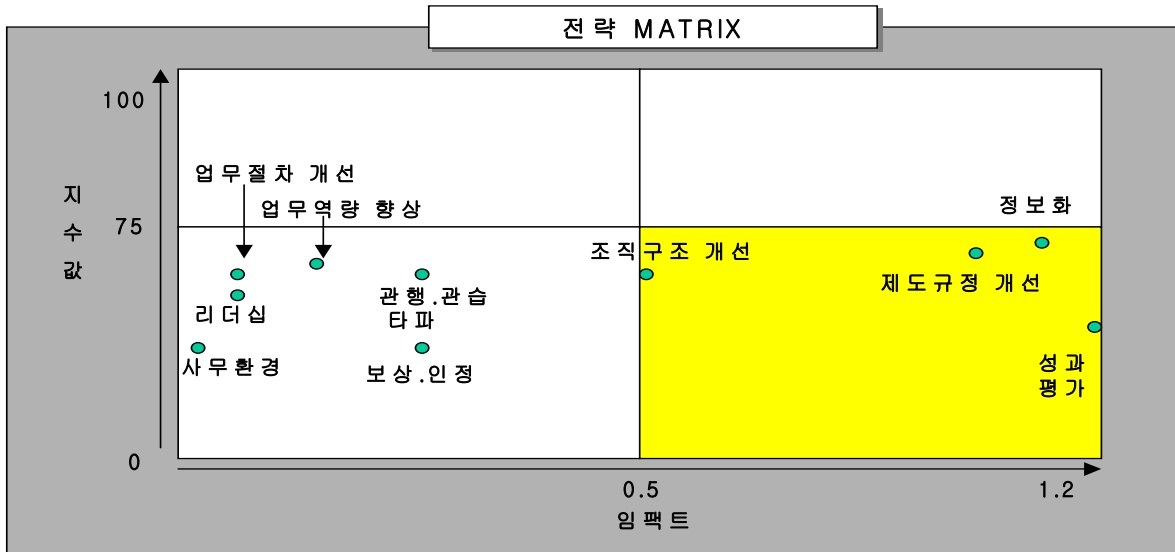 전략 MATRIX
100
업무절차 개선
지
수
값
업무역량 향상
정보화
75
조직구조 개선
제도규정 개선
관행.관습
타파
리더십
사무환경
보상.인정
성과
평가
0
0.5
1.2
임팩트